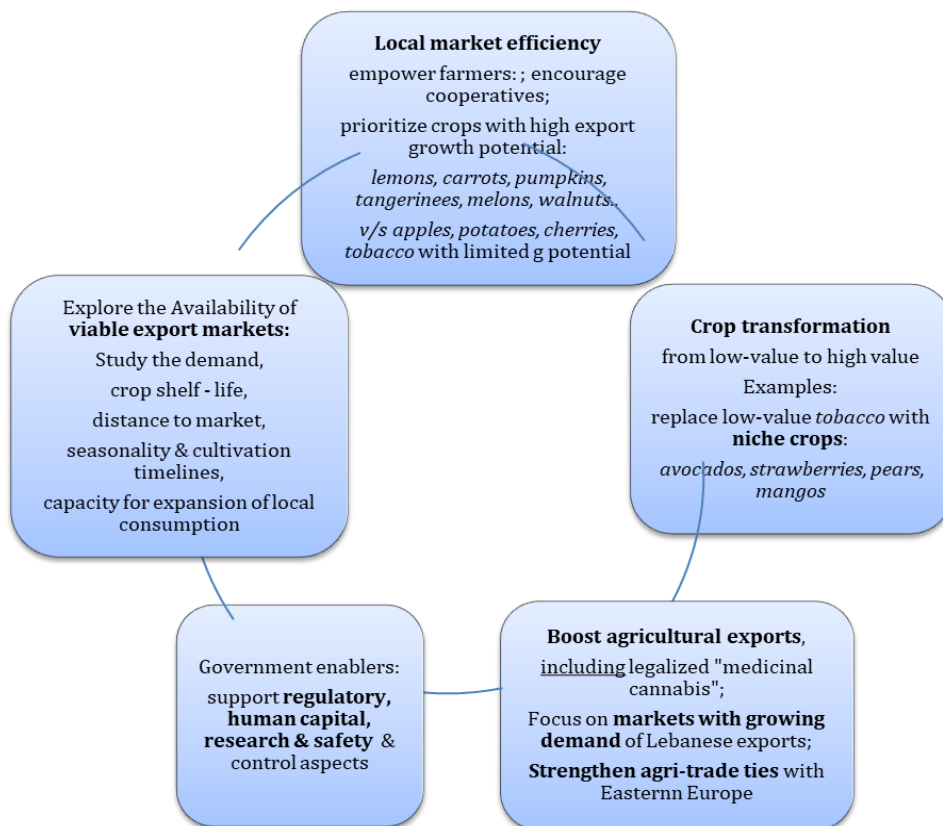 Local market efficiency
empower farmers: ; encourage
cooperatives;
prioritize crops with high export
growth potential:
lemons, carrots, pumpkins,
tangerinees, melons, walnuts..
v/s apples, potatoes, cherries,
tobacco with limited g potential
Crop transformation
from low-value to high value
Examples:
replace low-value tobacco with
niche crops:
avocados, strawberries, pears,
mangos
Boost agricultural exports,
including legalized "medicinal
cannabis";
Focus on markets with growing
demand of Lebanese exports;
Strengthen agri-trade ties with
Easternn Europe
Government enablers:
support regulatory,
human capital,
research & safety &
control aspects
Explore the Availability of
viable export markets:
Study the demand,
crop shelf - life,
distance to market,
seasonality & cultivation
timelines,
capacity for expansion of local
consumption